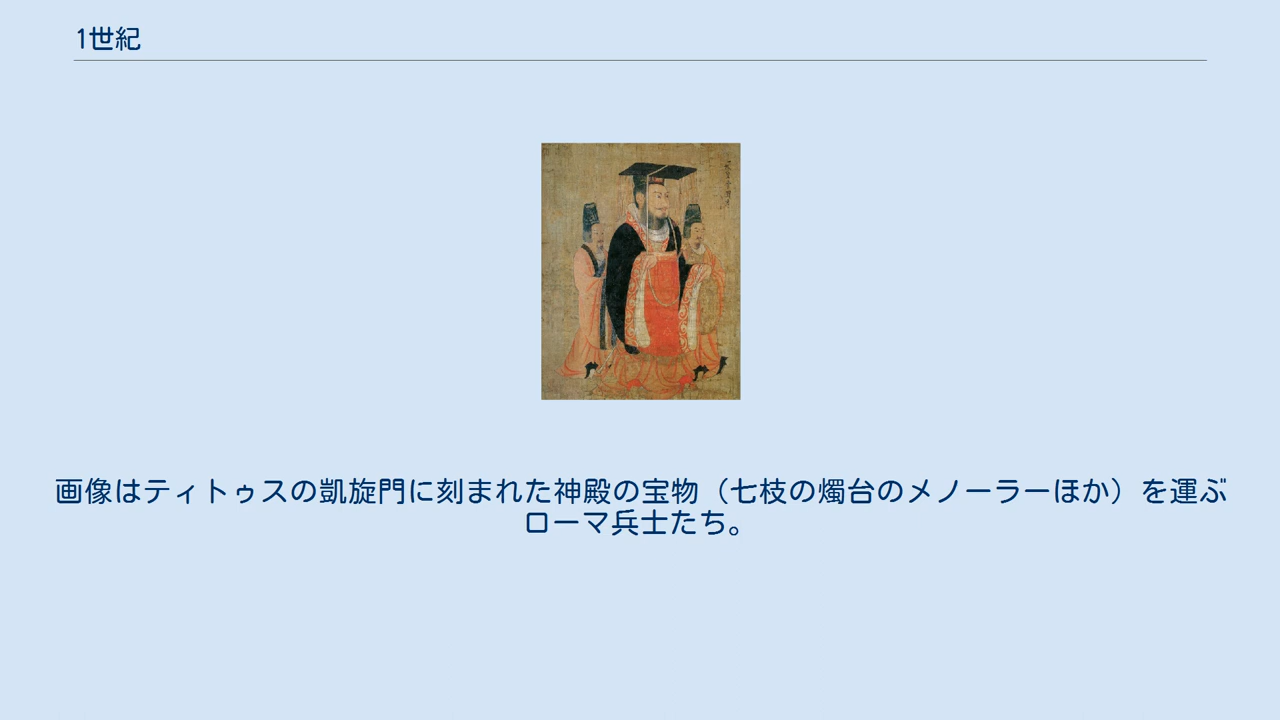 1世紀
画像はティトゥスの凱旋門に刻まれた神殿の宝物（七枝の燭台のメノーラーほか）を運ぶ
ローマ兵士たち。